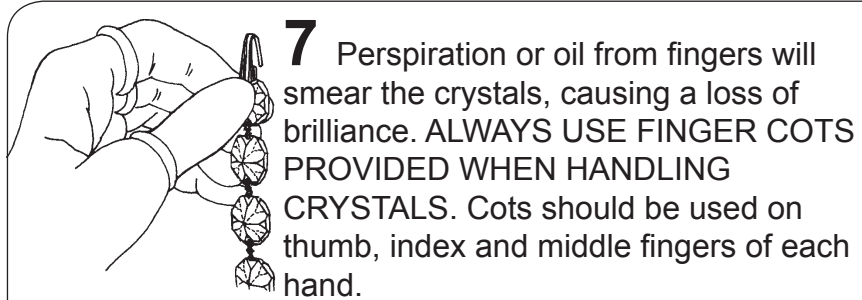 7 Perspiration or oil from fingers will
smear the crystals, causing a loss of
brilliance. ALWAYS USE FINGER COTS
PROVIDED WHEN HANDLING
CRYSTALS. Cots should be used on
thumb, index and middle fingers of each
hand.